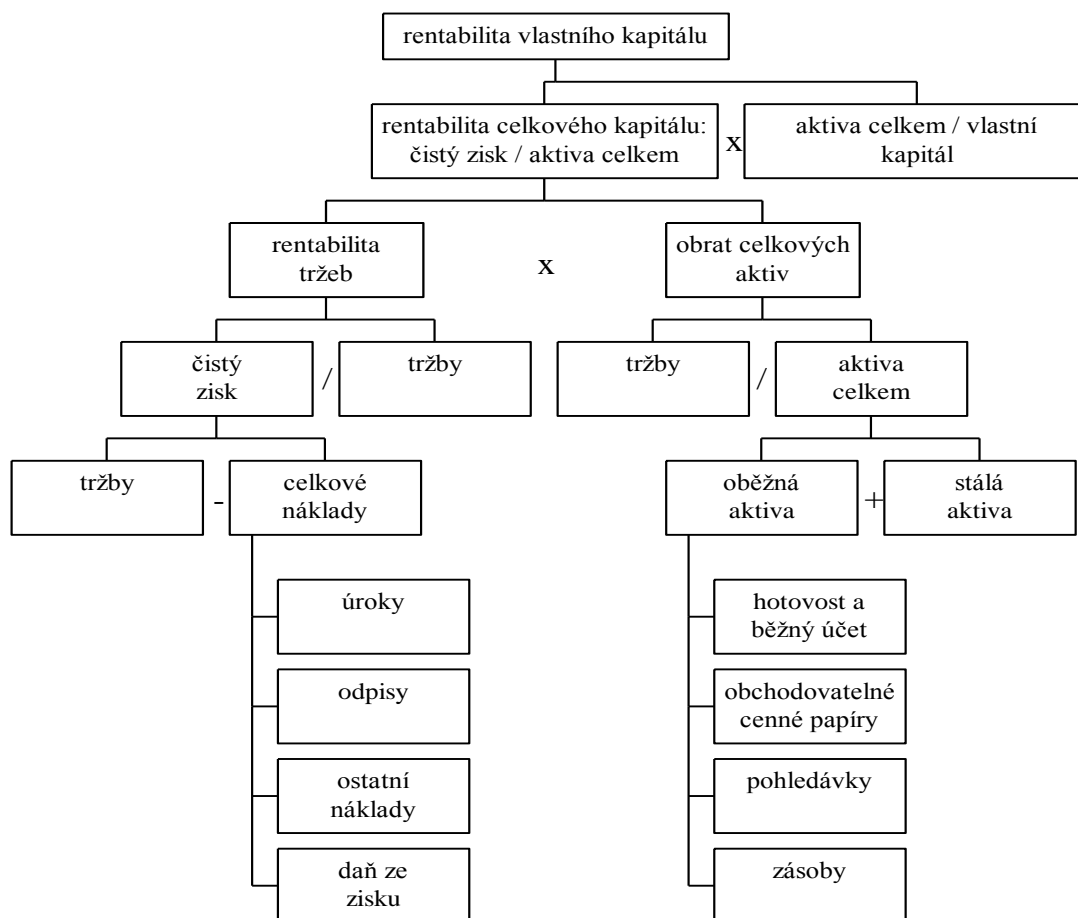 rentabilita vlastního kapitálu
rentabilita celkového kapitálu:
čistý zisk / aktiva celkem
x
aktiva celkem / vlastní
kapitál
rentabilita
tržeb
x
obrat celkových
aktiv
čistý
zisk
/
tržby
tržby
/
aktiva
celkem
tržby
-
celkové
náklady
oběžná
aktiva
+
stálá
aktiva
úroky
odpisy
ostatní
náklady
daň ze
zisku
hotovost a
běžný účet
obchodovatelné
cenné papíry
pohledávky
zásoby